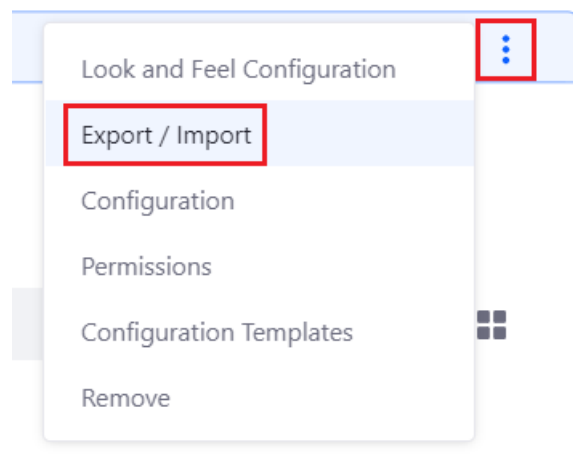 Look and Feel Configuration
Export / Import
Configuration
Permissions
Configuration Templates
Remove